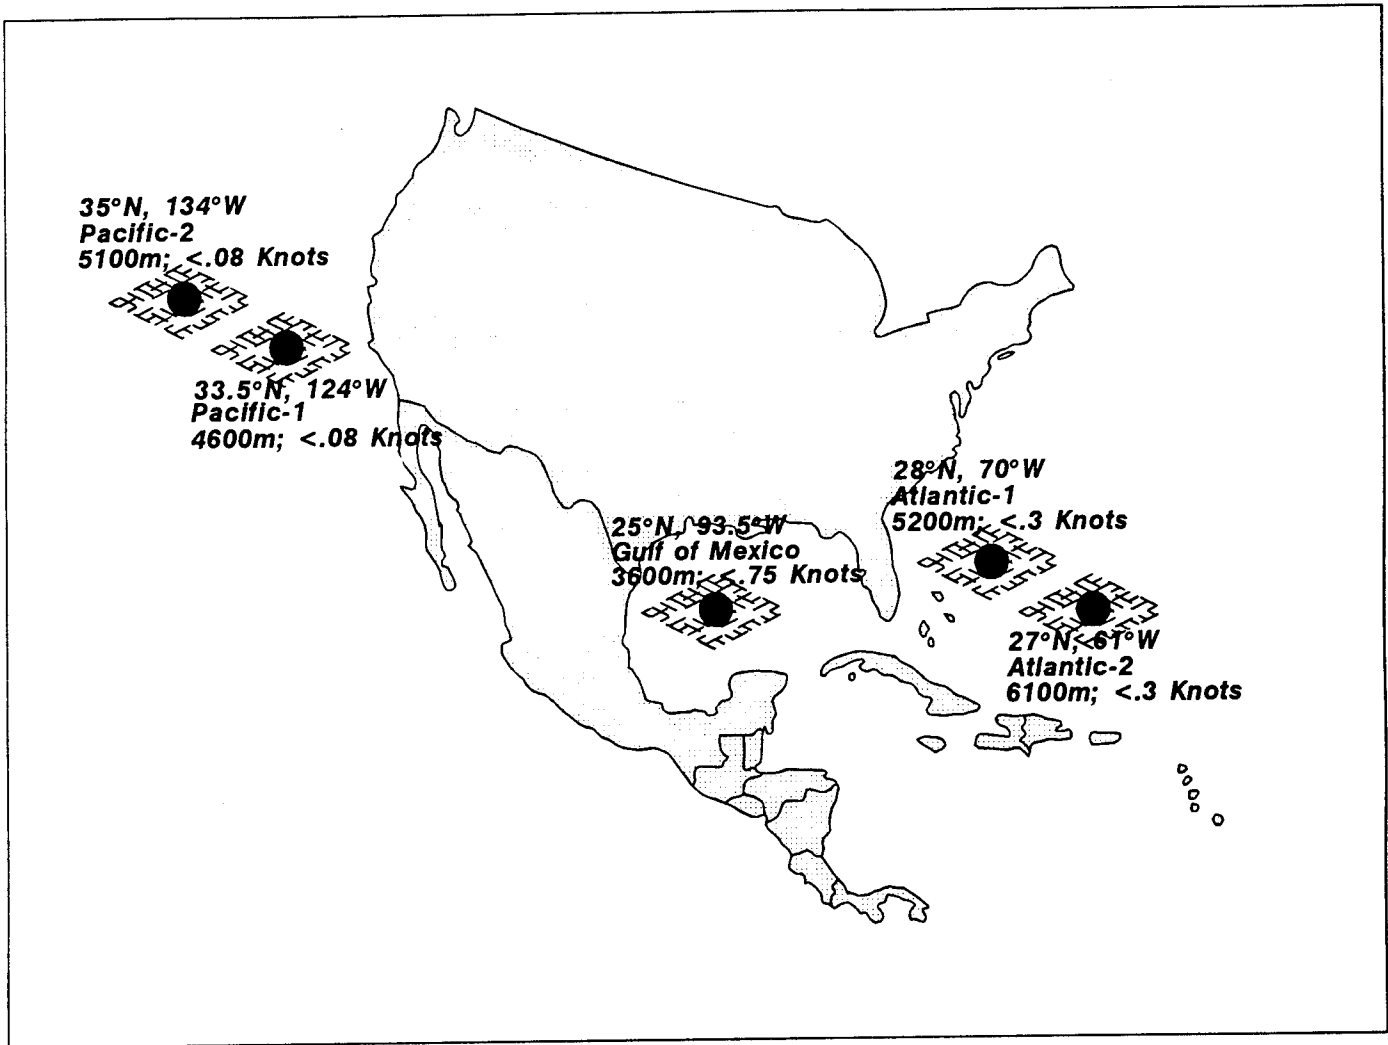 35°N, 134°W
Pacific-2
5100m; <.08 Knots
33.5°N, 124°W
Pacific-1
4600m; <.08 Knots
28°N, 70°W
Atlantic-1
5200m; <.3 Knots
25°N, 93.5°W
Gulf of Mexico
3600m; <.75 Knots
27°N, 61°W
Atlantic-2
6100m; <.3 Knots